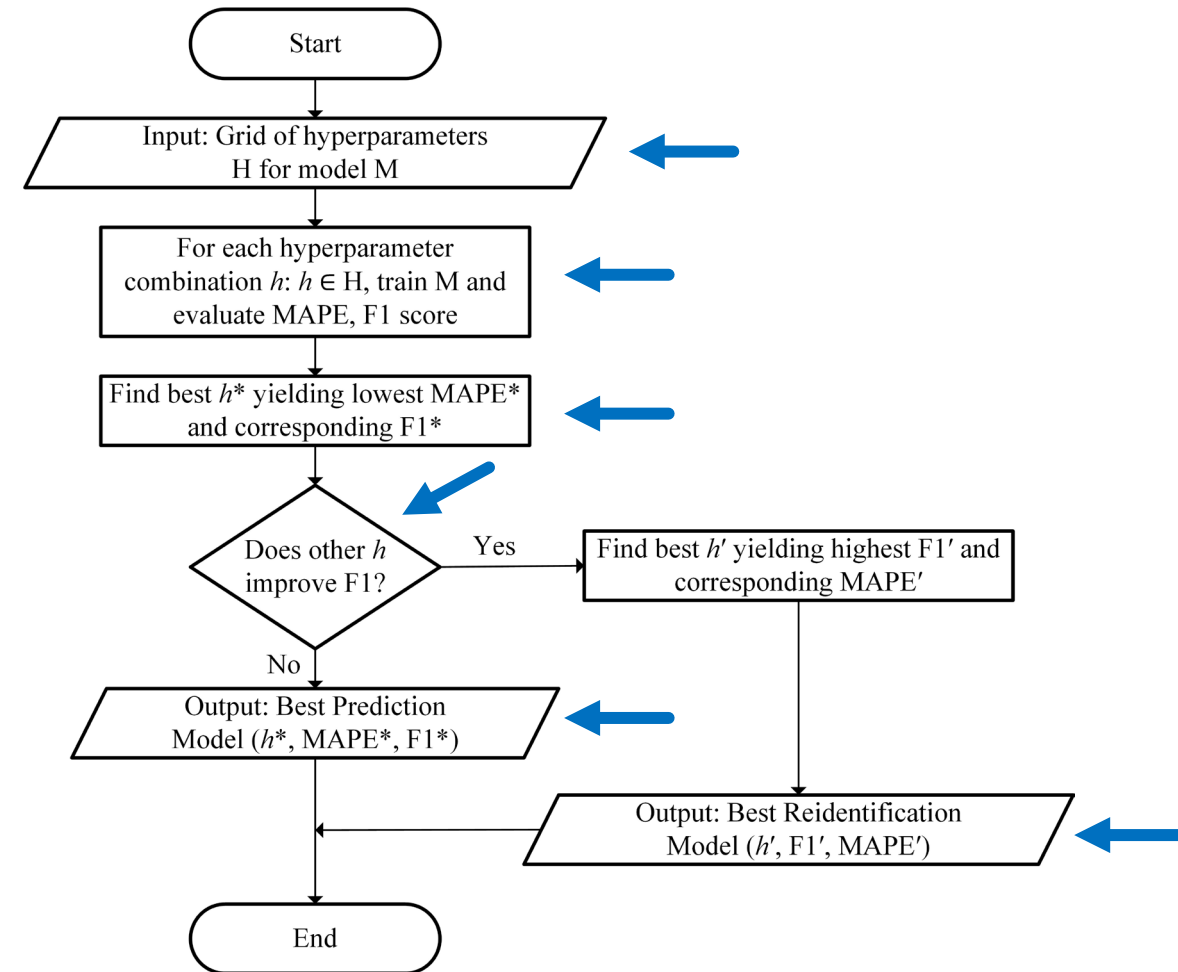 Start
Input: Grid of hyperparameters
H for model M
For each hyperparameter
combination h: h ∈ H, train M and
evaluate MAPE, F1 score
Find best h* yielding lowest MAPE*
and corresponding F1*
Does other h
improve F1?
Yes
Find best h′ yielding highest F1′ and
corresponding MAPE′
No
Output: Best Prediction
Model (h*, MAPE*, F1*)
Output: Best Reidentification
Model (h′, F1′, MAPE′)
End